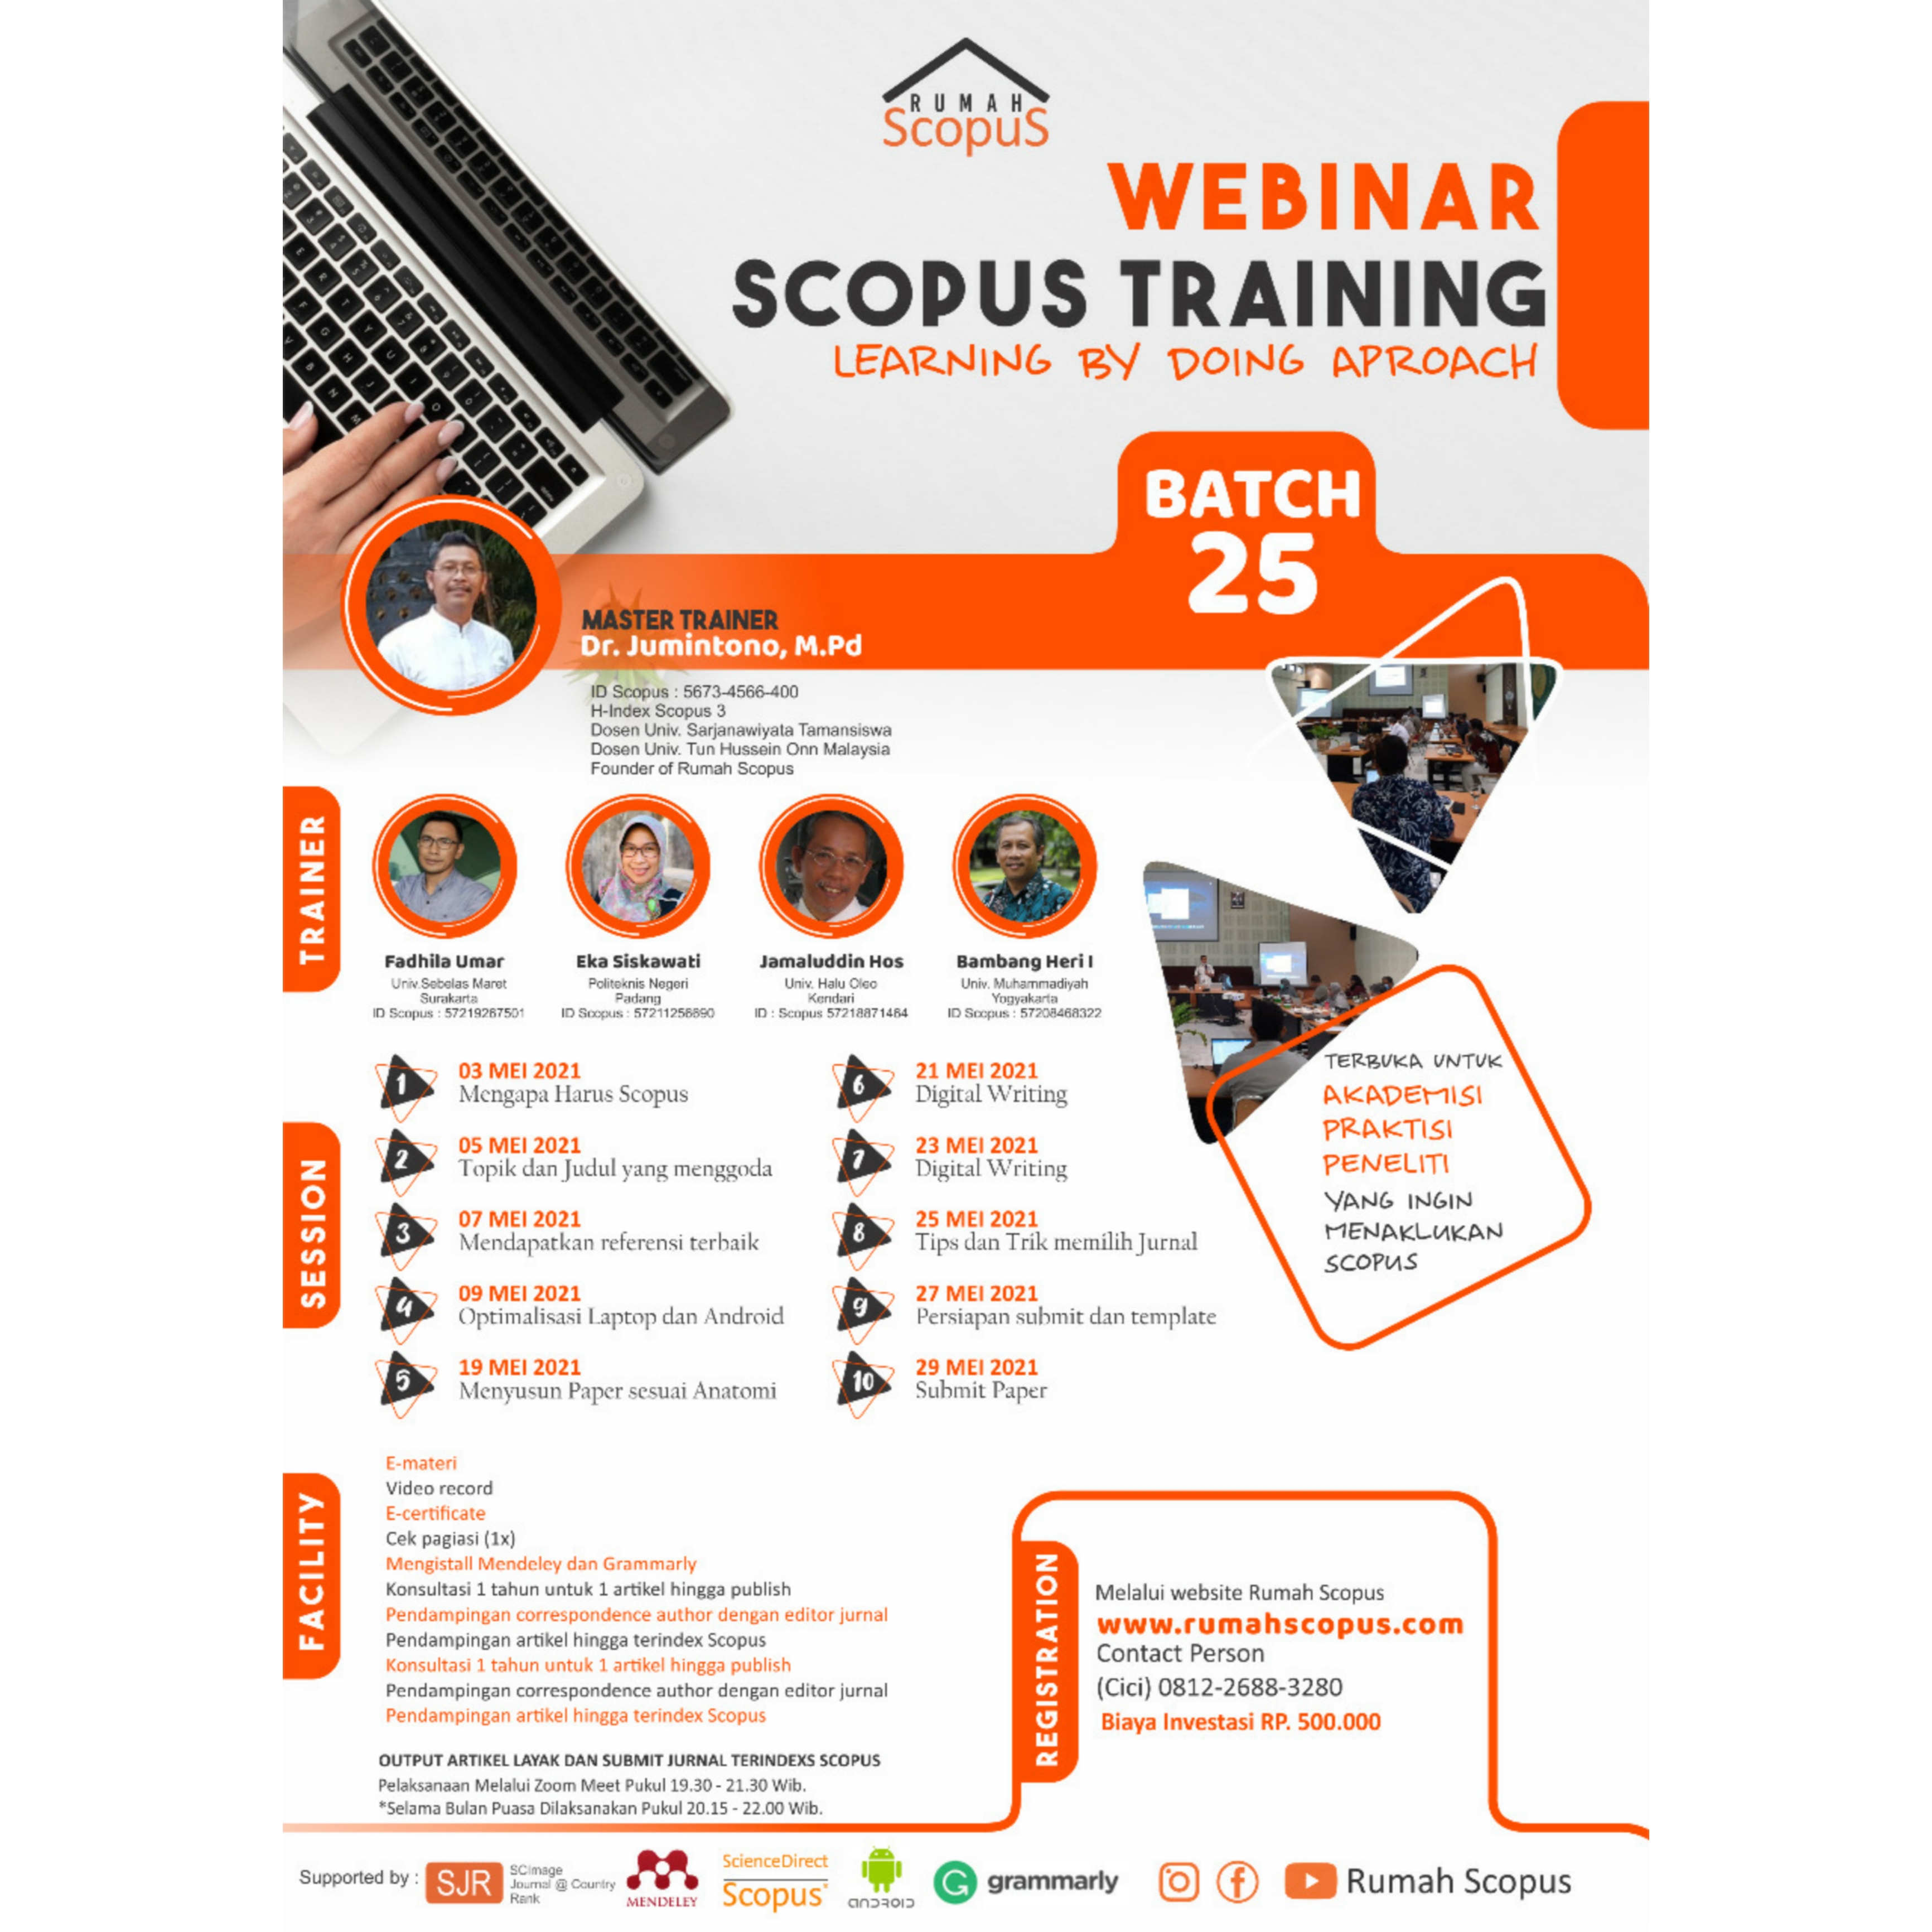 RUMAH
ScopuS
WEBINAR
SCOPUS TRAINING
LEARNING BY DOING APROACH
BATCH
25
MASTER TRAINER
Dr. Jumintono, M.Pd
ID Scopus : 5673-4566-400
H-Index Scopus 3
Dosen Univ. Sarjanawiyata Tamansiswa
Dosen Univ. Tun Hussein Onn Malaysia
Founder of Rumah Scopus
TRAINER
Fadhila Umar
Univ.Sebelas Maret
Surakarta
ID Scopus : 57219267501
Eka Siskawati
Politeknis Negeri
Padang
ID Scopus : 57211256890
Jamaluddin Hos
Univ. Halu Oleo
Kendari
ID : Scopus 57218871464
Bambang Heri I
Univ. Muhammadiyah
Yogyakarta
ID Scopus : 57208468322
TERBUKA UNTUK
AKADEMISI
PRAKTISI
PENELITI
YANG INGIN
MENAKLUKAN
SCOPUS
SESSION
1
03 MEI 2021
Mengapa Harus Scopus
2
05 MEI 2021
Topik dan Judul yang menggoda
3
07 MEI 2021
Mendapatkan referensi terbaik
4
09 MEI 2021
Optimalisasi Laptop dan Android
5
19 MEI 2021
Menyusun Paper sesuai Anatomi
6
21 MEI 2021
Digital Writing
7
23 MEI 2021
Digital Writing
8
25 MEI 2021
Tips dan Trik memilih Jurnal
9
27 MEI 2021
Persiapan submit dan template
10
29 MEI 2021
Submit Paper
FACILITY
E-materi
Video record
E-certificate
Cek pagiasi (1x)
Mengistall Mendeley dan Grammarly
Konsultasi 1 tahun untuk 1 artikel hingga publish
Pendampingan correspondence author dengan editor jurnal
Pendampingan artikel hingga terindex Scopus
Konsultasi 1 tahun untuk 1 artikel hingga publish
Pendampingan correspondence author dengan editor jurnal
Pendampingan artikel hingga terindex Scopus
OUTPUT ARTIKEL LAYAK DAN SUBMIT JURNAL TERINDEXS SCOPUS
Pelaksanaan Melalui Zoom Meet Pukul 19.30 - 21.30 Wib.
*Selama Bulan Puasa Dilaksanakan Pukul 20.15 - 22.00 Wib.
REGISTRATION
Melalui website Rumah Scopus
www.rumahscopus.com
Contact Person
(Cici) 0812-2688-3280
Biaya Investasi RP. 500.000
Supported by :
SJR
SCImage
Journal @ Country
Rank
MENDELEY
ScienceDirect
Scopus®
ANDROID
G grammarly
Rumah Scopus